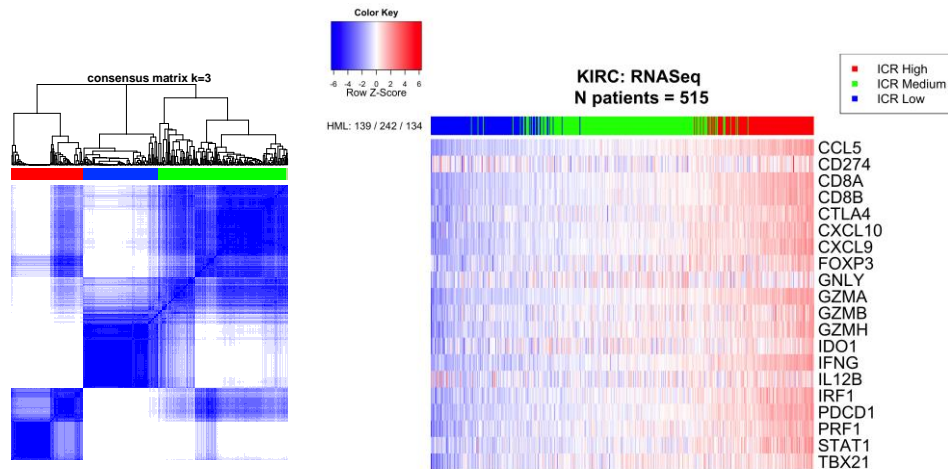 consensus matrix k=3
Color Key
-6 -4 -2 0 2 4 6
Row Z-Score
HML: 139 / 242 / 134
KIRC: RNASeq
N patients = 515
ICR High
ICR Medium
ICR Low
CCL5
CD274
CD8A
CD8B
CTLA4
CXCL10
CXCL9
FOXP3
GNLY
GZMA
GZMB
GZMH
IDO1
IFNG
IL12B
IRF1
PDCD1
PRF1
STAT1
TBX21